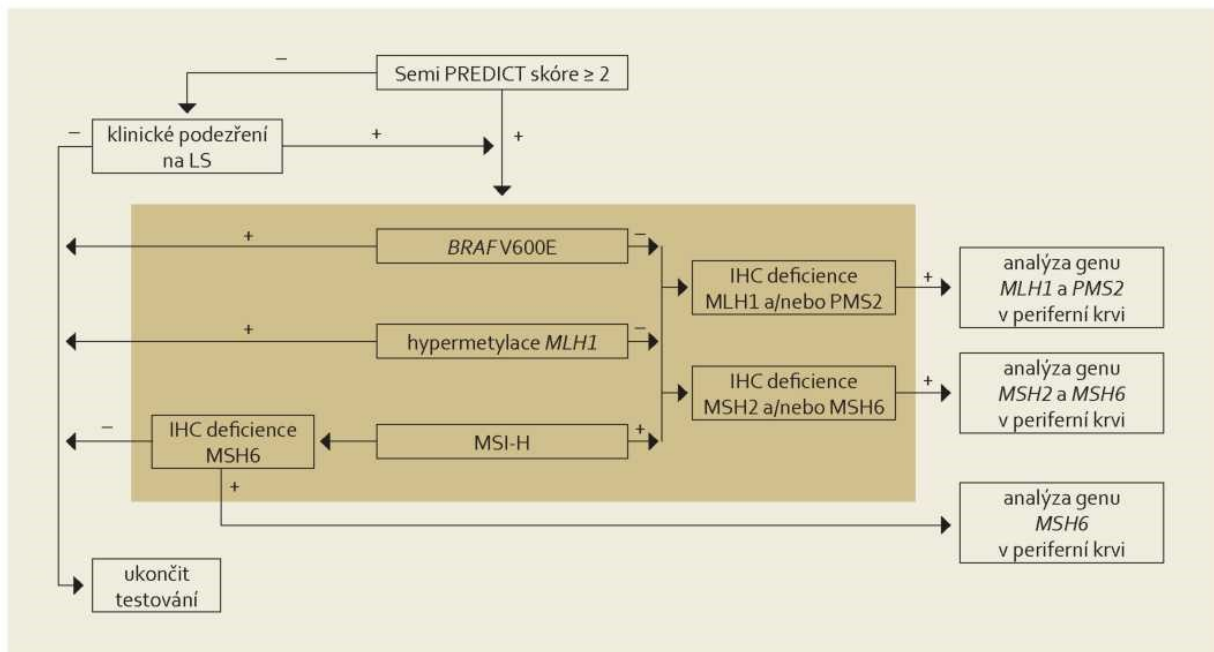 –
Semi PREDICT skóre ≥ 2
–
klinické podezření
na LS
+
+
+
BRAF V600E
–
IHC deficience
MLH1 a/nebo PMS2
+
analýza genu
MLH1 a PMS2
v periferní krvi
+
hypermetylace MLH1
–
IHC deficience
MSH2 a/nebo MSH6
+
analýza genu
MSH2 a MSH6
v periferní krvi
–
IHC deficience
MSH6
MSI-H
+
+
analýza genu
MSH6
v periferní krvi
ukončit
testování